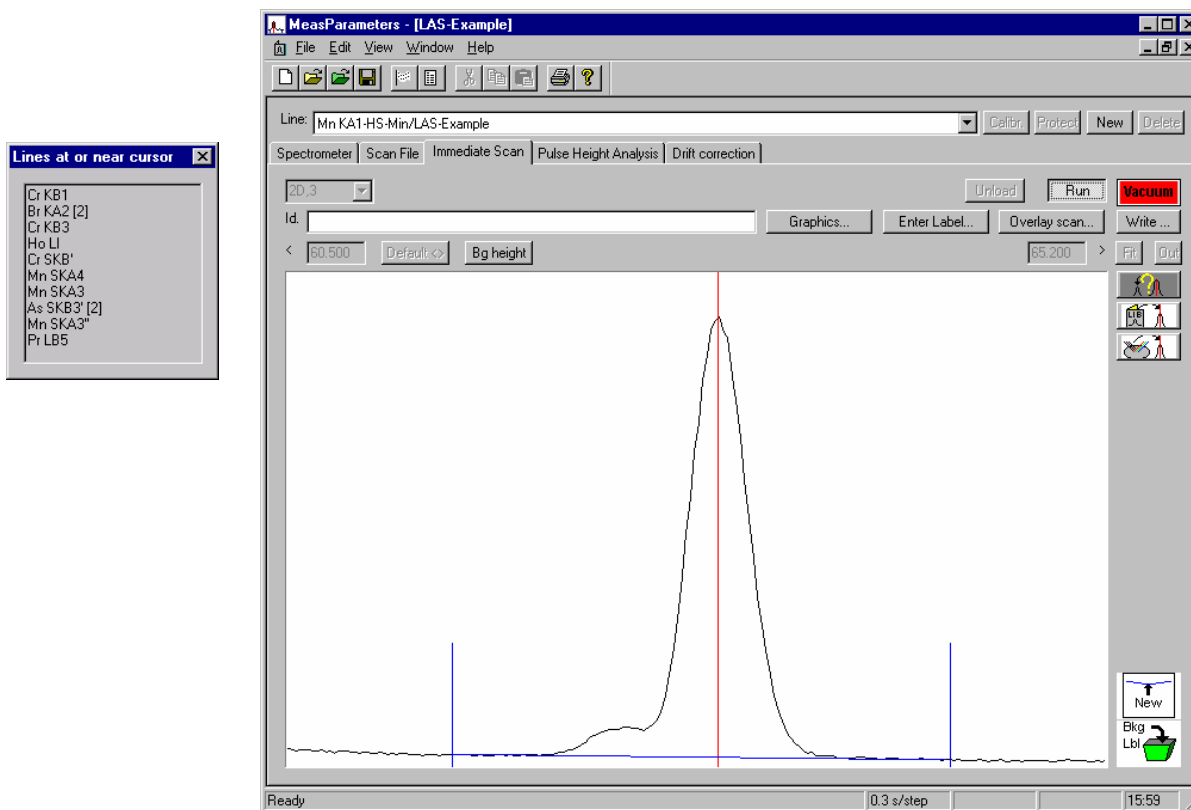 Lines at or near cursor
Cr KB1
Br KA2 [2]
Cr KB3
Ho Ll
Cr SKB'
Mn SKA4
Mn SKA3
As SKB3' [2]
Mn SKA3''
Pr LB5
MeasParameters - [LAS-Example]
File Edit View Window Help
Line: Mn KA1-HS-Min/LAS-Example Calibr. Protect New Delete
Spectrometer Scan File Immediate Scan Pulse Height Analysis Drift correction
2D,3 Unload Run Vacuum
Id. Graphics... Enter Label... Overlay scan... Write ...
< 60.500 Default <> Bg height 65.200 > Fit Out
LIB
New
Bkg
Lbl
Ready 0.3 s/step 15:59